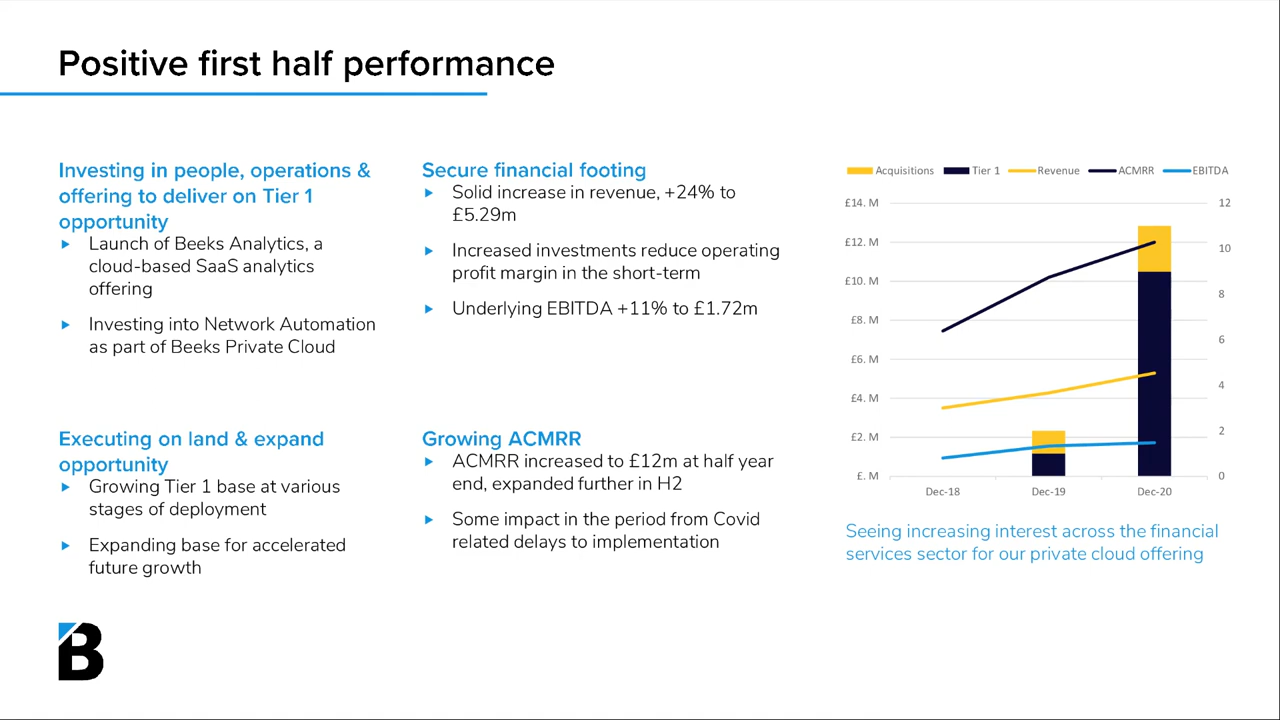 Positive first half performance
Investing in people, operations &
offering to deliver on Tier 1
opportunity
Launch of Beeks Analytics, a
cloud-based SaaS analytics
offering
Investing into Network Automation
as part of Beeks Private Cloud
Secure financial footing
Solid increase in revenue, +24% to
£5.29m
Increased investments reduce operating
profit margin in the short-term
Underlying EBITDA +11% to £1.72m
Executing on land & expand
opportunity
Growing Tier 1 base at various
stages of deployment
Expanding base for accelerated
future growth
Growing ACMRR
ACMRR increased to £12m at half year
end, expanded further in H2
Some impact in the period from Covid
related delays to implementation
Acquisitions Tier 1 Revenue ACMRR EBITDA
£14. M 12
£12. M
10
£10. M
8
£8. M
6
£6. M
4
£4. M
£2. M 2
£. M 0
Dec-18 Dec-19 Dec-20
Seeing increasing interest across the financial
services sector for our private cloud offering
B